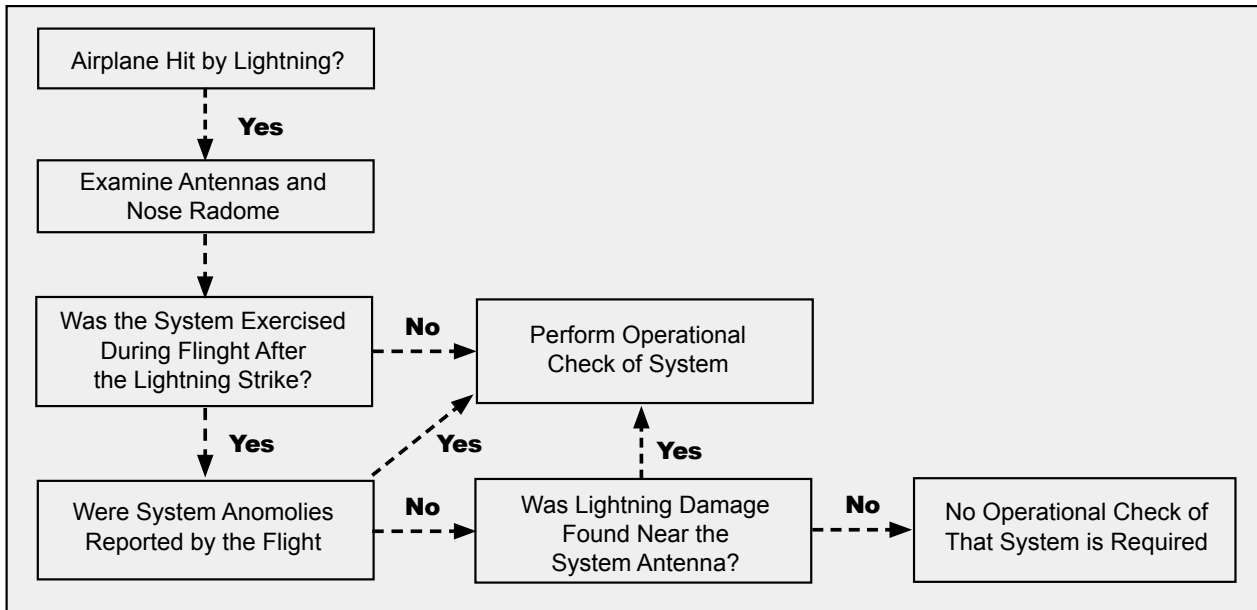 Airplane Hit by Lightning?
Yes
Examine Antennas and
Nose Radome
Was the System Exercised
During Flinght After
the Lightning Strike?
No
Perform Operational
Check of System
Yes
Yes
Yes
Were System Anomolies
Reported by the Flight
No
Was Lightning Damage
Found Near the
System Antenna?
No
No Operational Check of
That System is Required